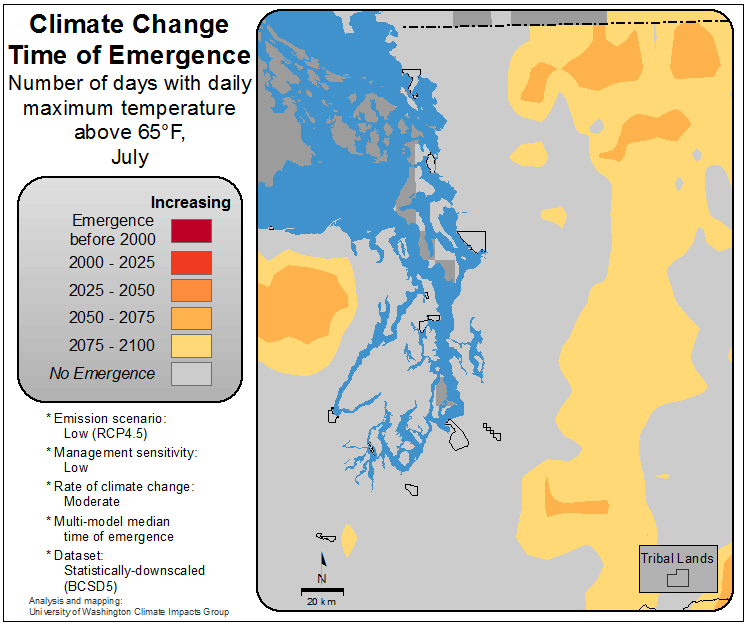 Climate Change
Time of Emergence
Number of days with daily
maximum temperature
above 65°F,
July
Increasing
Emergence
before 2000
2000 - 2025
2025 - 2050
2050 - 2075
2075 - 2100
No Emergence
* Emission scenario:
Low (RCP4.5)
* Management sensitivity:
Low
* Rate of climate change:
Moderate
* Multi-model median
time of emergence
* Dataset:
Statistically-downscaled
(BCSD5)
Analysis and mapping:
University of Washington Climate Impacts Group
N
20 km
Tribal Lands